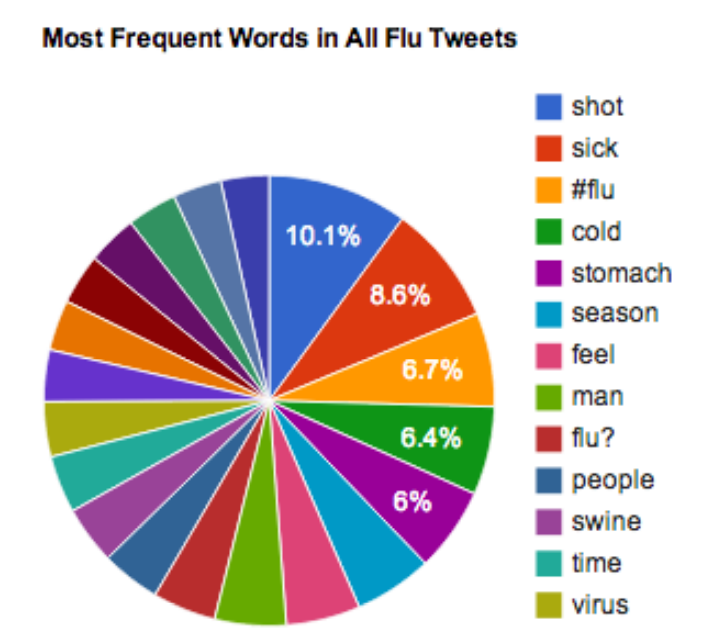 Most Frequent Words in All Flu Tweets
shot
sick
#flu
cold
stomach
season
feel
man
flu?
people
swine
time
virus
10.1%
8.6%
6.7%
6.4%
6%